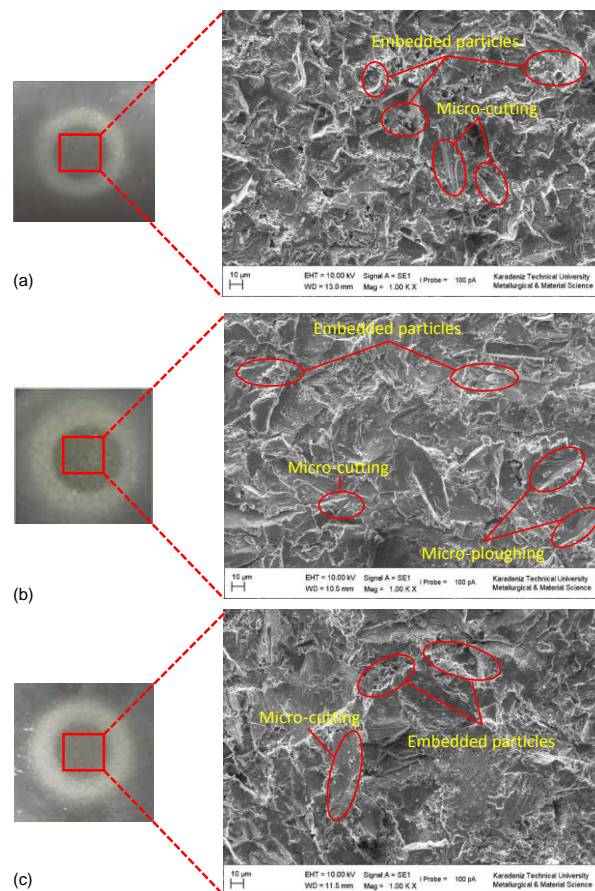 Embedded particles
Micro-cutting
10 µm
EHT = 10.00 kV Signal A = SE1 I Probe = 100 pA Karadeniz Technical University
WD = 13.0 mm Mag = 1.00 K X Metallurgical & Material Science
(a)
Embedded particles
Micro-cutting
Micro-ploughing
10 µm
EHT = 10.00 kV Signal A = SE1 I Probe = 100 pA Karadeniz Technical University
WD = 10.5 mm Mag = 1.00 K X Metallurgical & Material Science
(b)
Micro-cutting
Embedded particles
10 µm
EHT = 10.00 kV Signal A = SE1 I Probe = 100 pA Karadeniz Technical University
WD = 11.5 mm Mag = 1.00 K X Metallurgical & Material Science
(c)